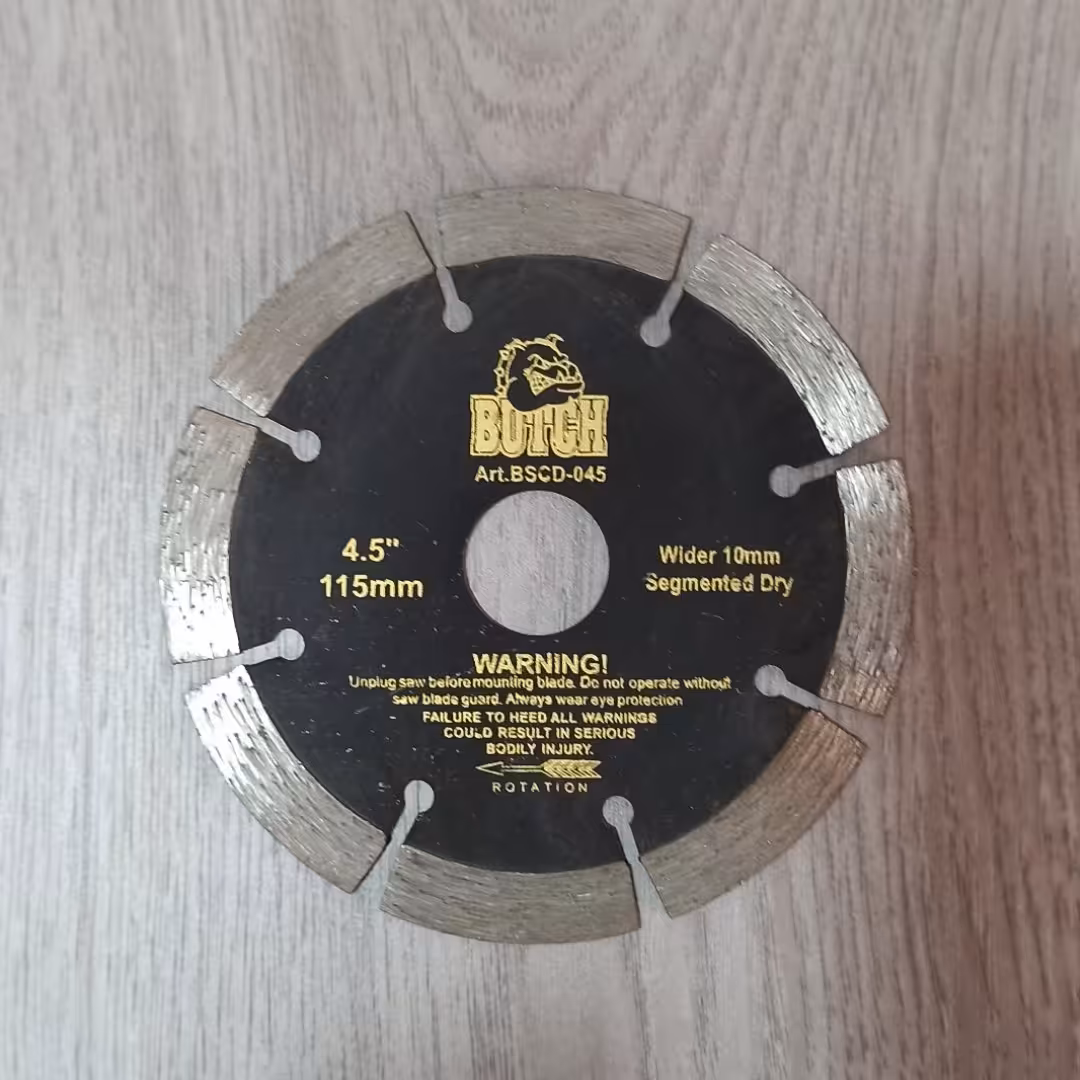 BUTCH
Art.BSCD-045
4.5"
115mm
Wider 10mm
Segmented Dry
WARNING!
Unplug saw before mounting blade. Do not operate without
saw blade guard. Always wear eye protection
FAILURE TO HEED ALL WARNINGS
COULD RESULT IN SERIOUS
BODILY INJURY.
ROTATION